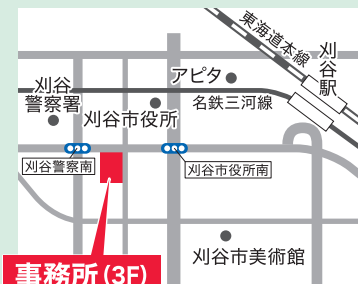 東海道本線
刈谷駅
アピタ
刈谷
警察署
刈谷市役所
名鉄三河線
刈谷警察南
刈谷市役所南
刈谷市美術館
事務所(3F)